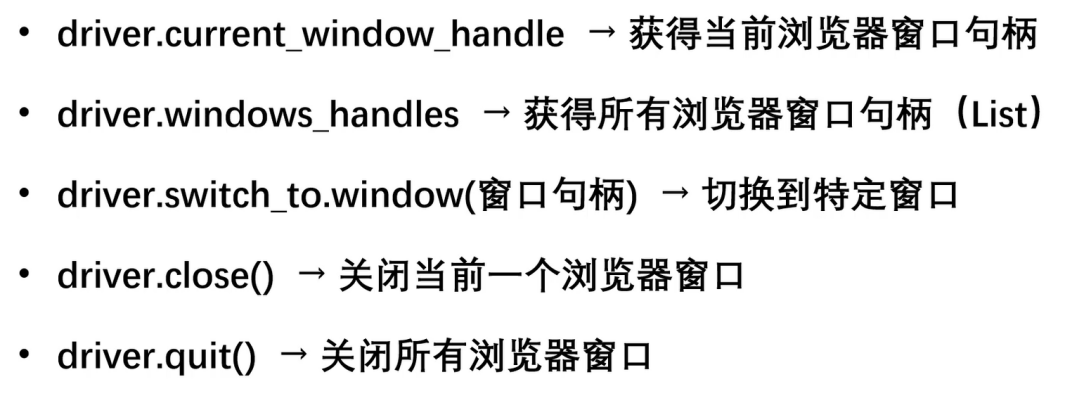 • driver.current_window_handle → 获得当前浏览器窗口句柄
• driver.windows_handles → 获得所有浏览器窗口句柄（List）
• driver.switch_to.window(窗口句柄) → 切换到特定窗口
• driver.close() → 关闭当前一个浏览器窗口
• driver.quit() → 关闭所有浏览器窗口